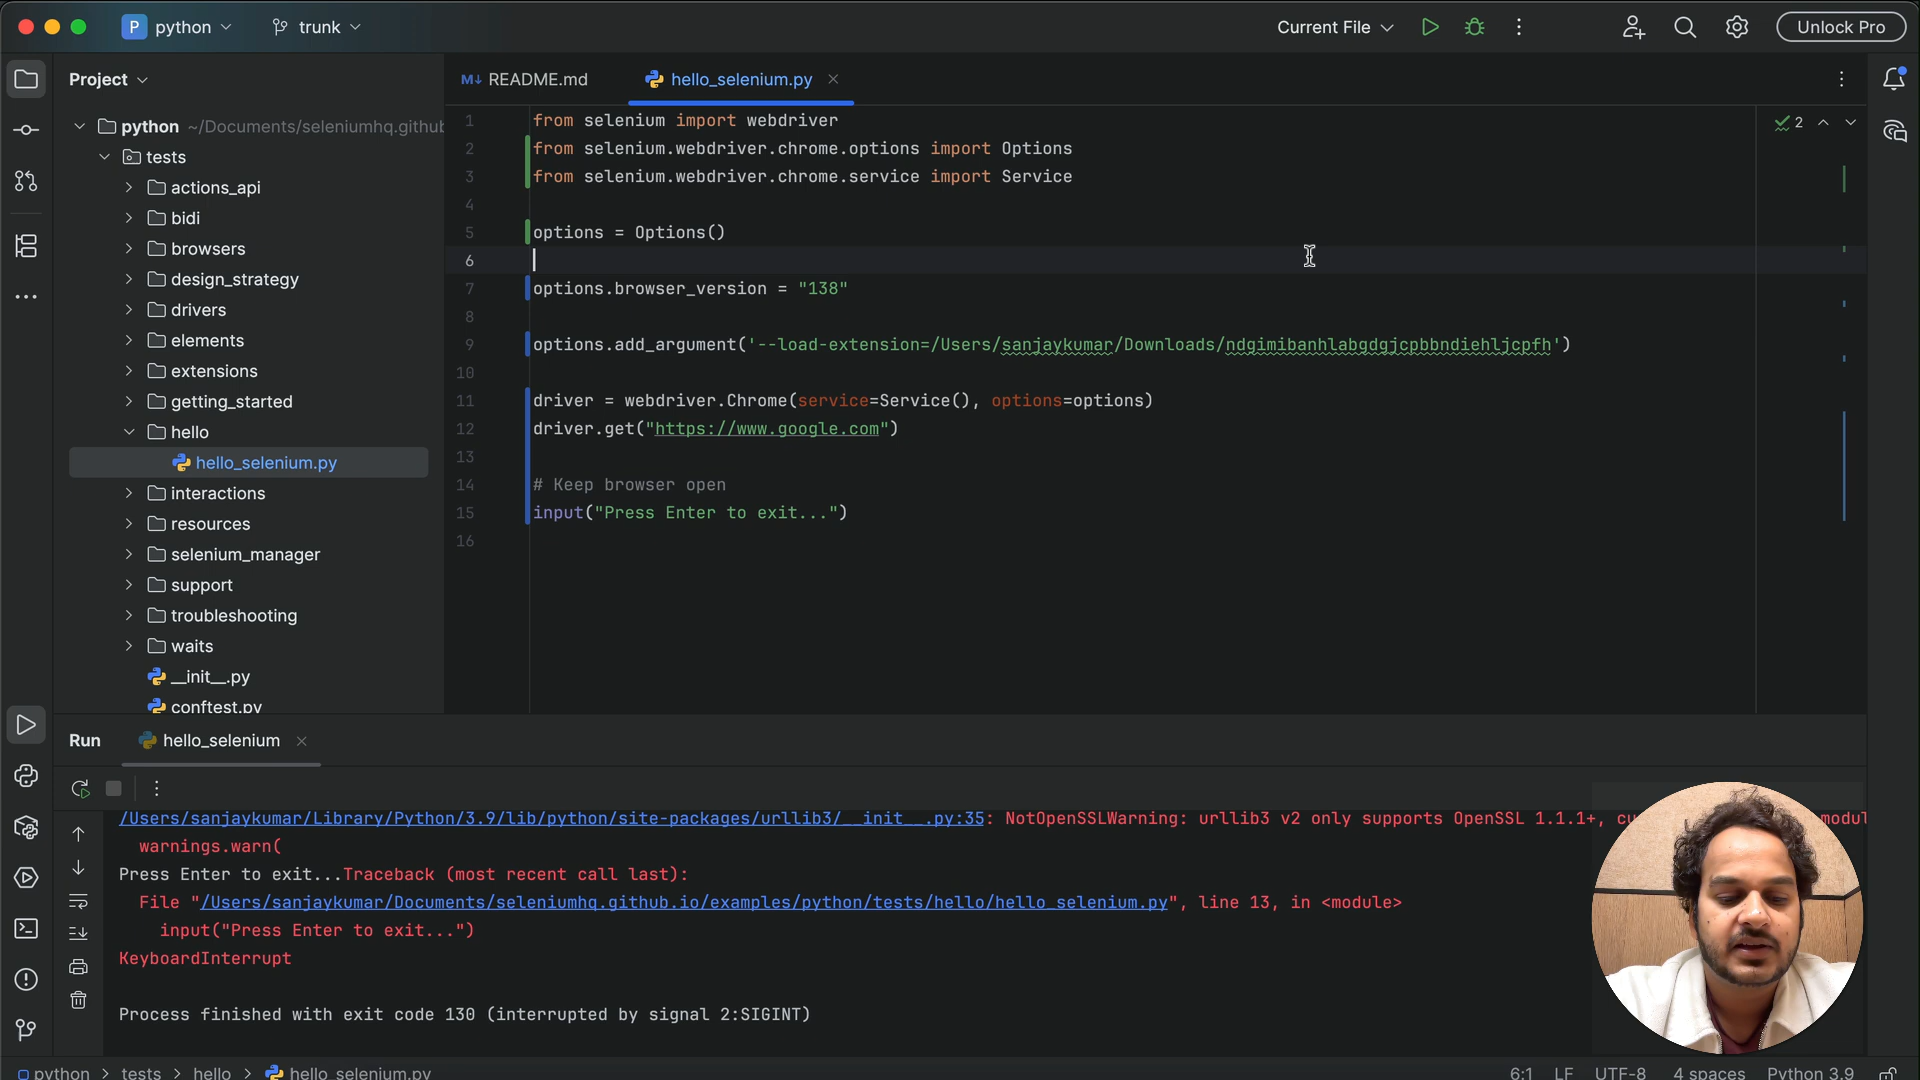 P python
trunk
Current File
Unlock Pro
Project
M↓ README.md
hello_selenium.py
python ~/Documents/seleniumhq.github
tests
actions_api
bidi
browsers
design_strategy
drivers
elements
extensions
getting_started
hello
hello_selenium.py
interactions
resources
selenium_manager
support
troubleshooting
waits
__init__.py
conftest.py
2
1 from selenium import webdriver
2 from selenium.webdriver.chrome.options import Options
3 from selenium.webdriver.chrome.service import Service
4
5 options = Options()
6
7 options.browser_version = "138"
8
9 options.add_argument('--load-extension=/Users/sanjaykumar/Downloads/ndgimibanhlabgdgjcpbbndiehljcpfh')
10
11 driver = webdriver.Chrome(service=Service(), options=options)
12 driver.get("https://www.google.com")
13
14 # Keep browser open
15 input("Press Enter to exit...")
16
Run
hello_selenium
/Users/sanjaykumar/Library/Python/3.9/lib/python/site-packages/urllib3/__init__.py:35: NotOpenSSLWarning: urllib3 v2 only supports OpenSSL 1.1.1+,
warnings.warn(
Press Enter to exit...Traceback (most recent call last):
File "/Users/sanjaykumar/Documents/seleniumhq.github.io/examples/python/tests/hello/hello_selenium.py", line 13, in <module>
input("Press Enter to exit...")
KeyboardInterrupt
Process finished with exit code 130 (interrupted by signal 2:SIGINT)
python > tests > hello > hello_selenium.py
6:1 LF UTF-8 4 spaces Python 3.9